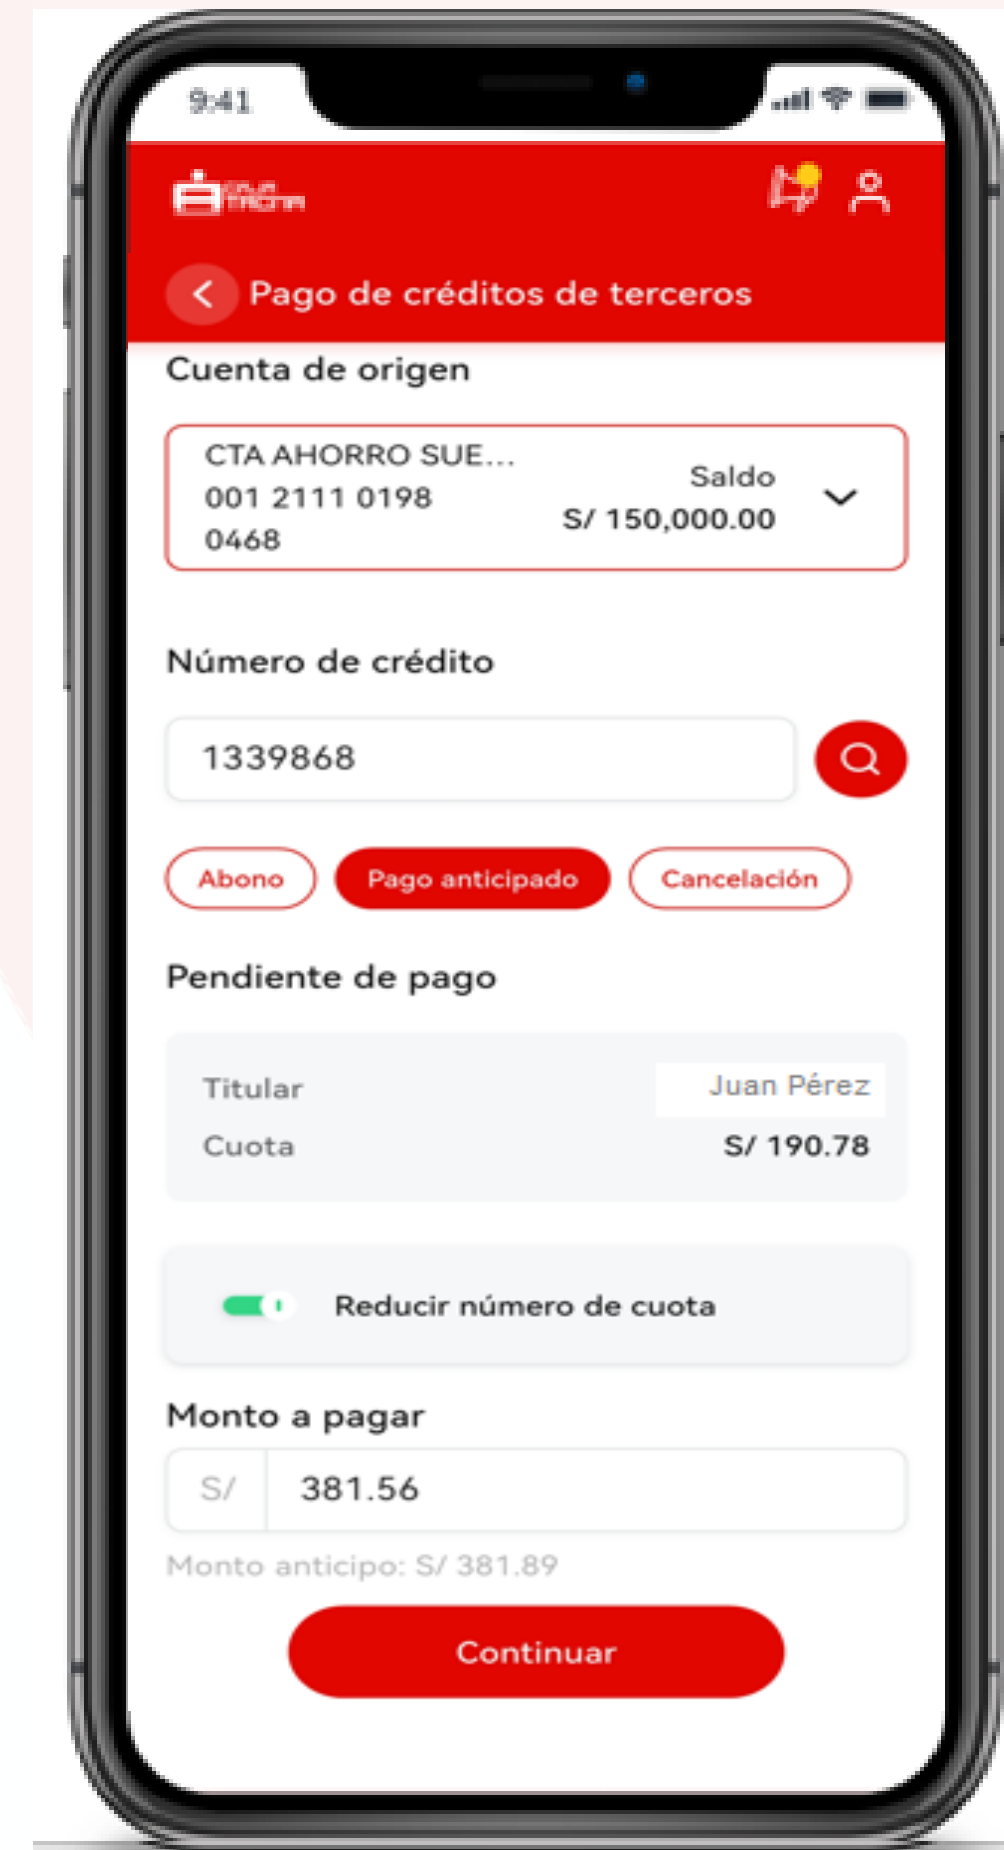 9:41
CAJA
TACNA
Pago de créditos de terceros
Cuenta de origen
CTA AHORRO SUE...
001 2111 0198
0468
Saldo
S/ 150,000.00
Número de crédito
1339868
Abono
Pago anticipado
Cancelación
Pendiente de pago
Titular
Juan Pérez
Cuota
S/ 190.78
Reducir número de cuota
Monto a pagar
S/ 381.56
Monto anticipo: S/ 381.89
Continuar